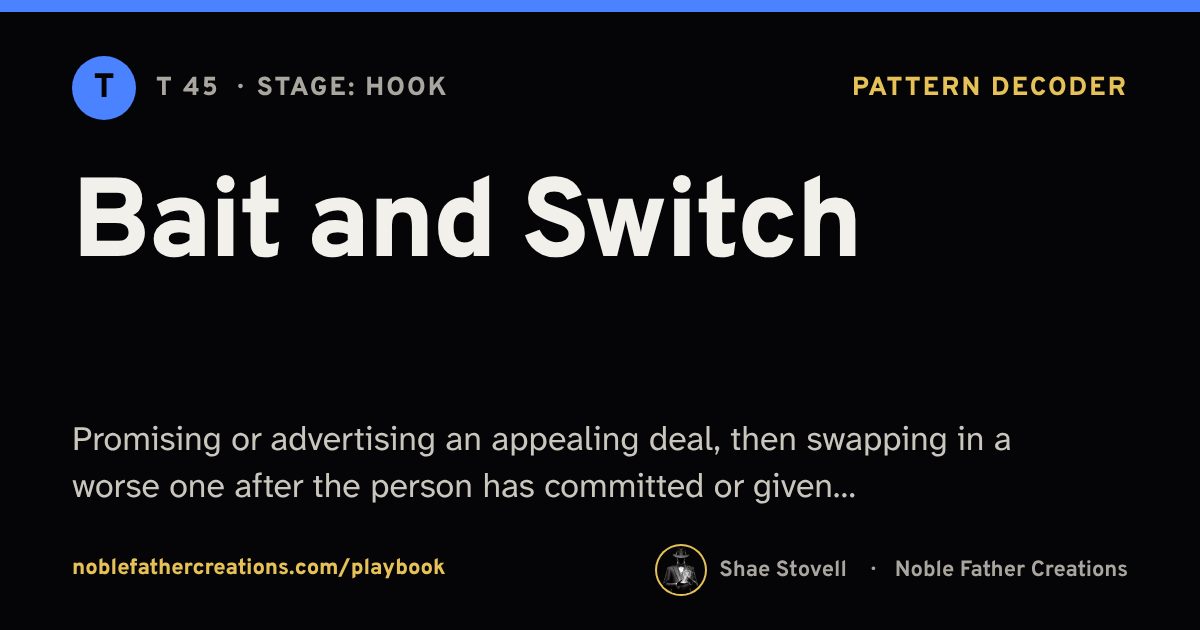 T
T 45 · STAGE: HOOK
PATTERN DECODER
Bait and Switch
Promising or advertising an appealing deal, then swapping in a
worse one after the person has committed or given...
noblefathercreations.com/playbook
Shae Stovell · Noble Father Creations